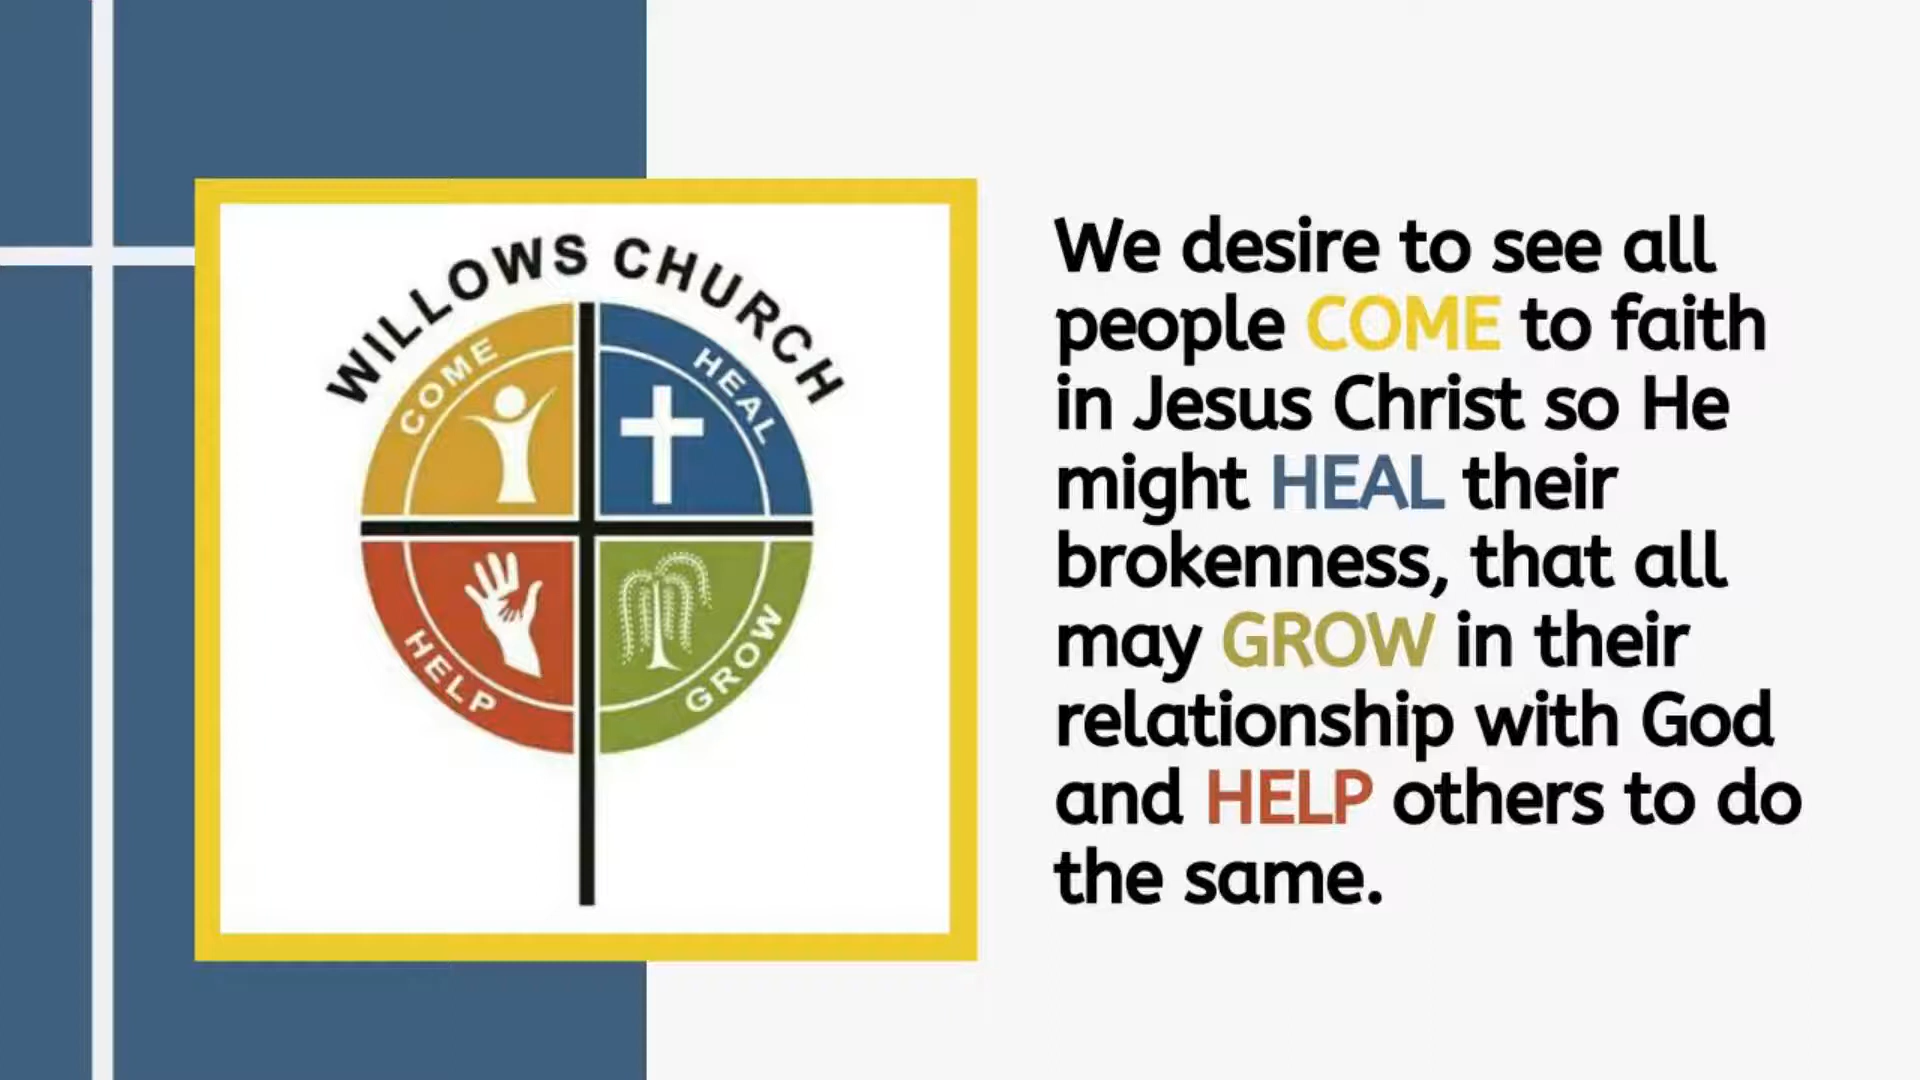 WILLOWS CHURCH
COME
HEAL
HELP
GROW
We desire to see all
people COME to faith
in Jesus Christ so He
might HEAL their
brokenness, that all
may GROW in their
relationship with God
and HELP others to do
the same.